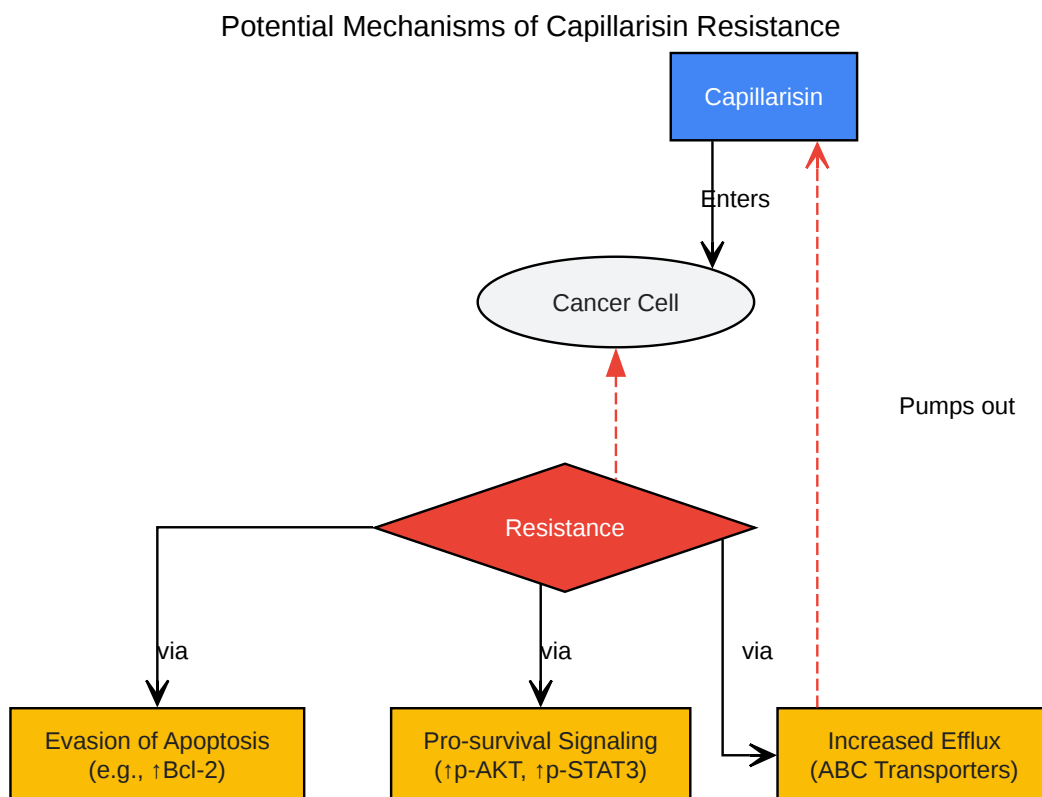 Potential Mechanisms of Capillarisin Resistance
Capillarisin
Enters
Cancer Cell
Pumps out
Resistance
via
via
via
Evasion of Apoptosis
(e.g., ↑Bcl-2)
Pro-survival Signaling
(↑p-AKT, ↑p-STAT3)
Increased Efflux
(ABC Transporters)